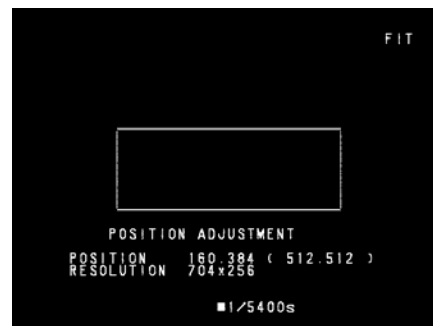 FIT
POSITION ADJUSTMENT
POSITION 160.384 ( 512.512 )
RESOLUTION 704x256
■1/5400s